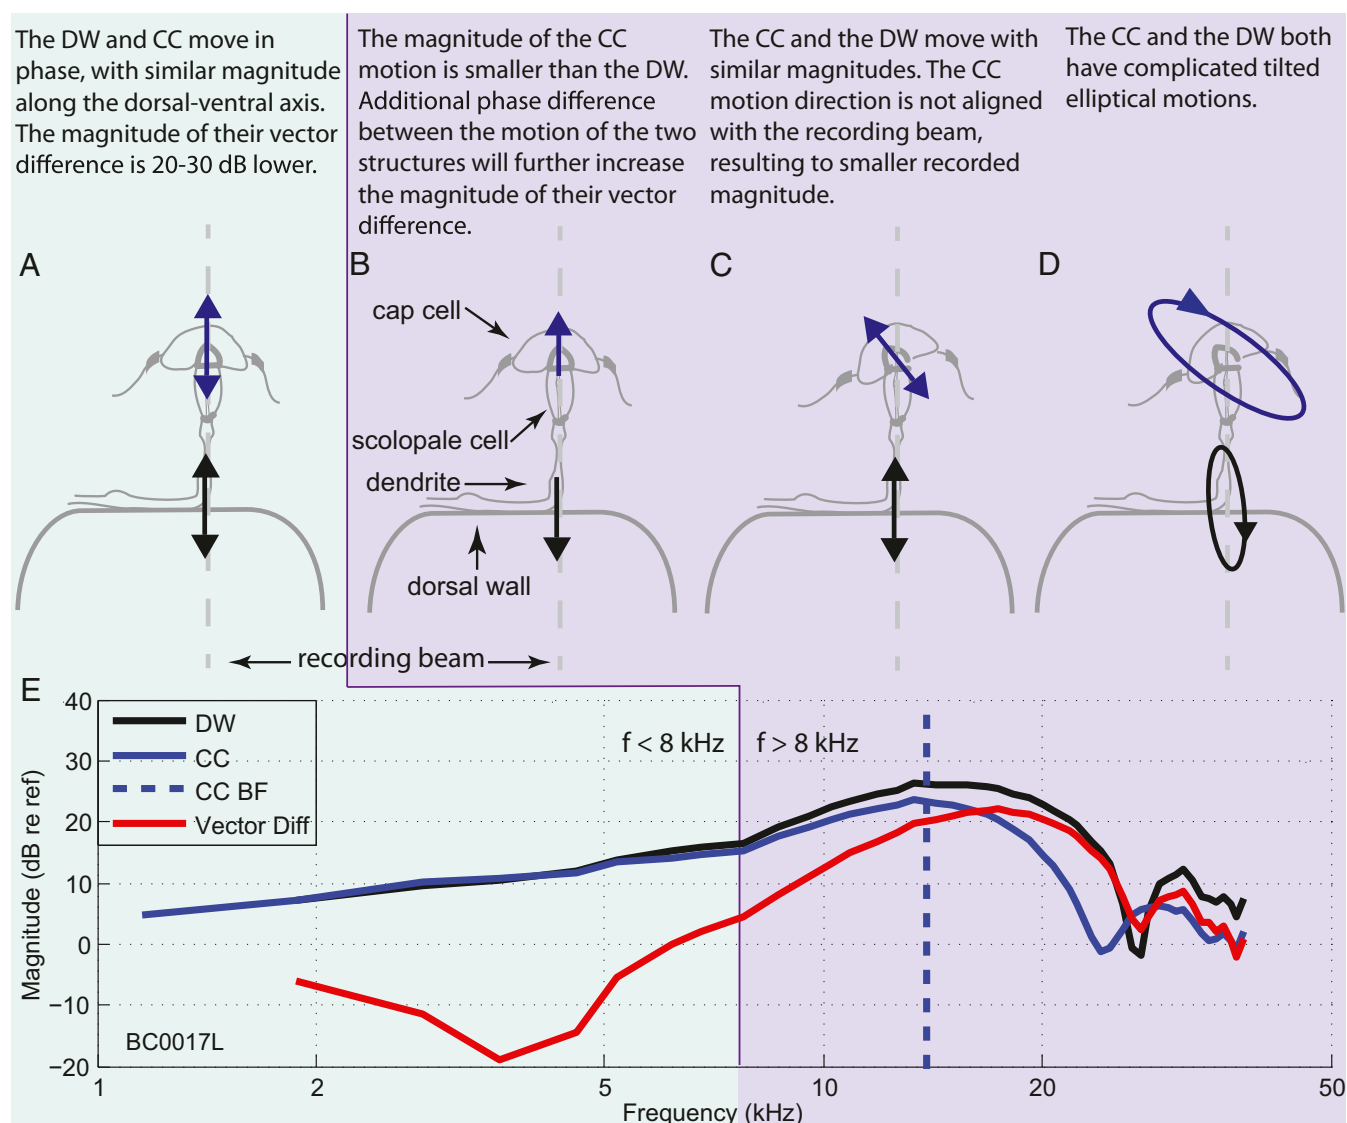 The DW and CC move in
phase, with similar magnitude
along the dorsal-ventral axis.
The magnitude of their vector
difference is 20-30 dB lower.
The magnitude of the CC
motion is smaller than the DW.
Additional phase difference
between the motion of the two
structures will further increase
the magnitude of their vector
difference.
The CC and the DW move with
similar magnitudes. The CC
motion direction is not aligned
with the recording beam,
resulting to smaller recorded
magnitude.
The CC and the DW both
have complicated tilted
elliptical motions.
A
B
C
D
cap cell
scolopale cell
dendrite
dorsal wall
recording beam
E
DW
CC
CC BF
Vector Diff
f < 8 kHz
f > 8 kHz
BC0017L
Magnitude (dB re ref)
40
30
20
10
0
−10
−20
1
2
5
10
20
50
Frequency (kHz)